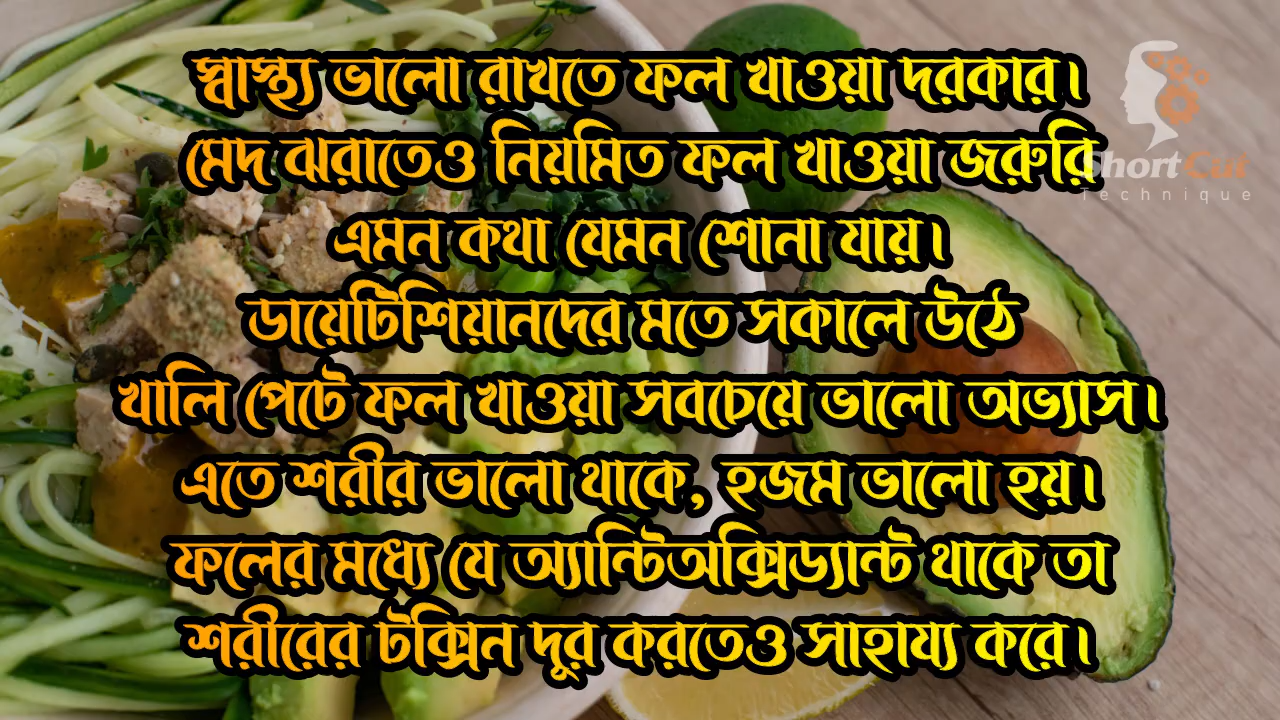 স্বাস্থ্য ভালো রাখতে ফল খাওয়া দরকার।
মেদ ঝরাতেও নিয়মিত ফল খাওয়া জরুরি
এমন কথা যেমন শোনা যায়।
ডায়েটিশিয়ানদের মতে সকালে উঠে
খালি পেটে ফল খাওয়া সবচেয়ে ভালো অভ্যাস।
এতে শরীর ভালো থাকে, হজম ভালো হয়।
ফলের মধ্যে যে অ্যান্টিঅক্সিড্যান্ট থাকে তা
শরীরের টক্সিন দূর করতেও সাহায্য করে।
Short Cut
Technique